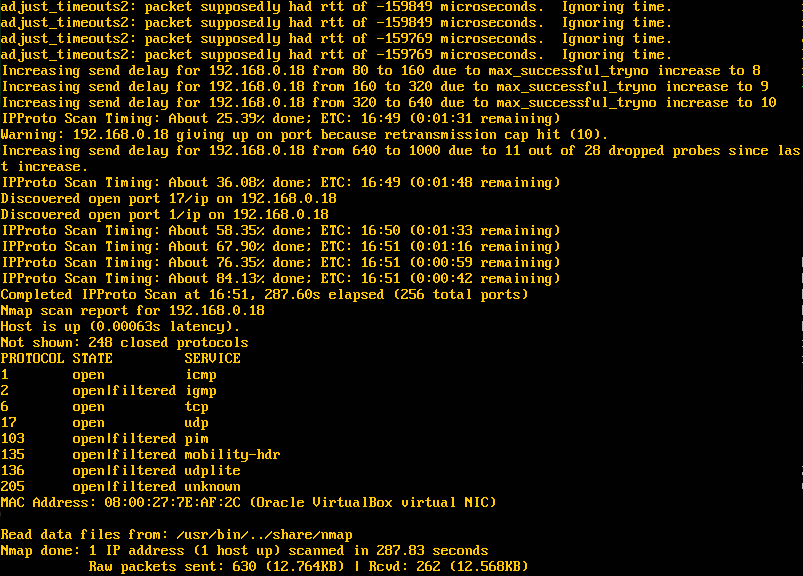 adjust_timeouts2: packet supposedly had rtt of -159849 microseconds.  Ignoring time.
adjust_timeouts2: packet supposedly had rtt of -159849 microseconds.  Ignoring time.
adjust_timeouts2: packet supposedly had rtt of -159769 microseconds.  Ignoring time.
adjust_timeouts2: packet supposedly had rtt of -159769 microseconds.  Ignoring time.
Increasing send delay for 192.168.0.18 from 80 to 160 due to max_successful_tryno increase to 8
Increasing send delay for 192.168.0.18 from 160 to 320 due to max_successful_tryno increase to 9
Increasing send delay for 192.168.0.18 from 320 to 640 due to max_successful_tryno increase to 10
IPProto Scan Timing: About 25.39% done; ETC: 16:49 (0:01:31 remaining)
Warning: 192.168.0.18 giving up on port because retransmission cap hit (10).
Increasing send delay for 192.168.0.18 from 640 to 1000 due to 11 out of 28 dropped probes since las
t increase.
IPProto Scan Timing: About 36.08% done; ETC: 16:49 (0:01:48 remaining)
Discovered open port 17/ip on 192.168.0.18
Discovered open port 1/ip on 192.168.0.18
IPProto Scan Timing: About 58.35% done; ETC: 16:50 (0:01:33 remaining)
IPProto Scan Timing: About 67.90% done; ETC: 16:51 (0:01:16 remaining)
IPProto Scan Timing: About 76.35% done; ETC: 16:51 (0:00:59 remaining)
IPProto Scan Timing: About 84.13% done; ETC: 16:51 (0:00:42 remaining)
Completed IPProto Scan at 16:51, 287.60s elapsed (256 total ports)
Nmap scan report for 192.168.0.18
Host is up (0.00063s latency).
Not shown: 248 closed protocols
PROTOCOL STATE         SERVICE
1        open          icmp
2        open|filtered igmp
6        open          tcp
17       open          udp
103      open|filtered pim
135      open|filtered mobility-hdr
136      open|filtered udplite
205      open|filtered unknown
MAC Address: 08:00:27:7E:AF:2C (Oracle VirtualBox virtual NIC)
Read data files from: /usr/bin/../share/nmap
Nmap done: 1 IP address (1 host up) scanned in 287.83 seconds
           Raw packets sent: 630 (12.764KB) | Rcvd: 262 (12.568KB)